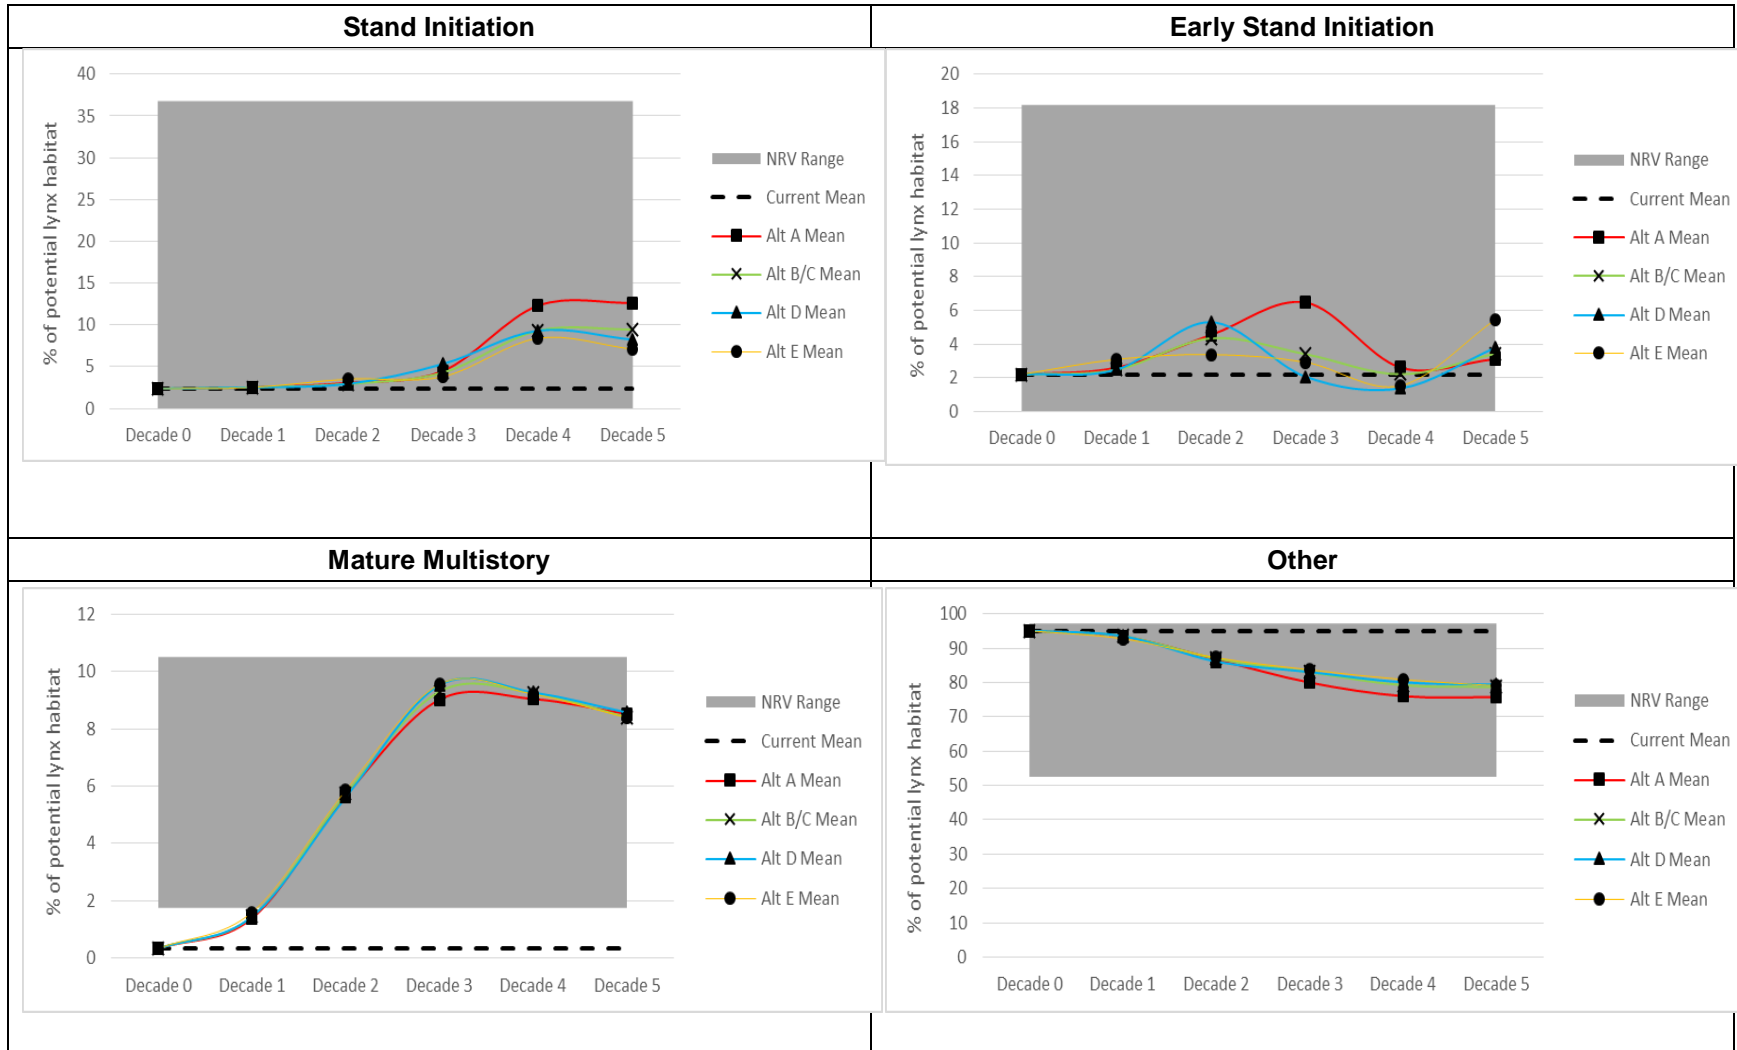 Stand Initiation
Early Stand Initiation
% of potential lynx habitat
40
35
30
25
20
15
10
5
0
Decade 0 Decade 1 Decade 2 Decade 3 Decade 4 Decade 5
NRV Range
Current Mean
Alt A Mean
Alt B/C Mean
Alt D Mean
Alt E Mean
% of potential lynx habitat
20
18
16
14
12
10
8
6
4
2
0
Decade 0 Decade 1 Decade 2 Decade 3 Decade 4 Decade 5
NRV Range
Current Mean
Alt A Mean
Alt B/C Mean
Alt D Mean
Alt E Mean
Mature Multistory
Other
% of potential lynx habitat
12
10
8
6
4
2
0
Decade 0 Decade 1 Decade 2 Decade 3 Decade 4 Decade 5
NRV Range
Current Mean
Alt A Mean
Alt B/C Mean
Alt D Mean
Alt E Mean
% of potential lynx habitat
100
90
80
70
60
50
40
30
20
10
0
Decade 0 Decade 1 Decade 2 Decade 3 Decade 4 Decade 5
NRV Range
Current Mean
Alt A Mean
Alt B/C Mean
Alt D Mean
Alt E Mean